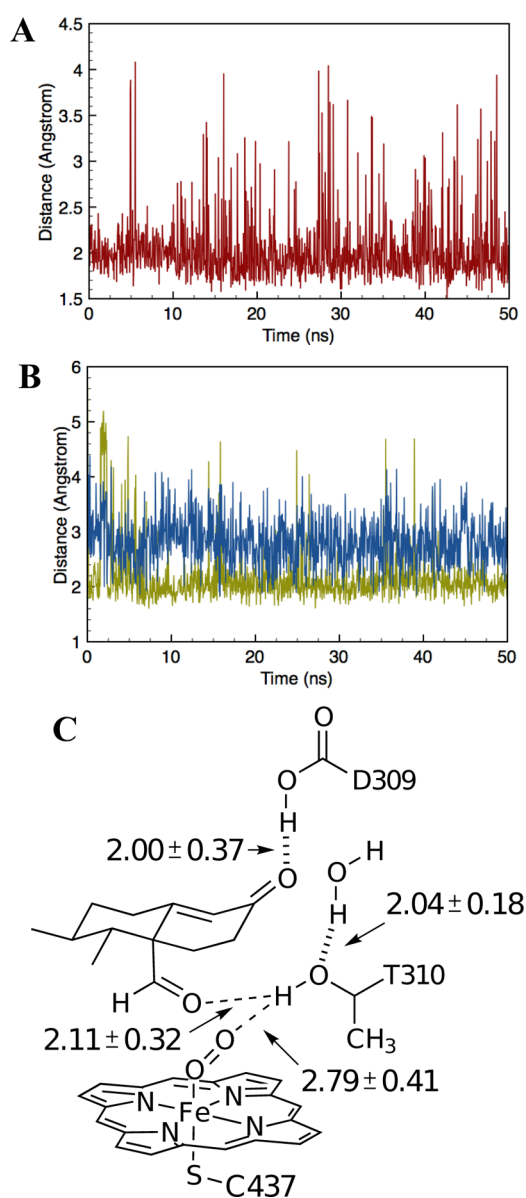 A
Distance (Angstrom)
4.5
4
3.5
3
2.5
2
1.5
0 10 20 30 40 50
Time (ns)
B
Distance (Angstrom)
6
5
4
3
2
1
0 10 20 30 40 50
Time (ns)
C
O
O D309
H
2.00±0.37
O O H
H 2.04±0.18
O T310
H O H
2.11±0.32 O CH3
O 2.79±0.41
N N
Fe
N N
S C437